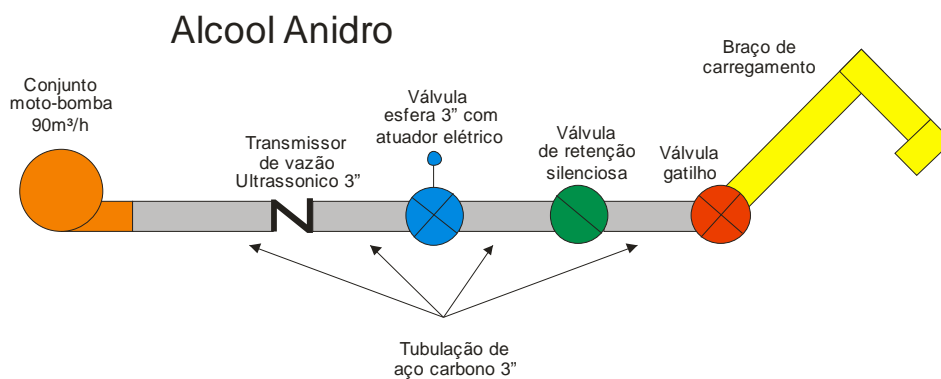 Alcool Anidro
Braço de
carregamento
Conjunto
moto-bomba
90m³/h
Válvula
esfera 3" com
atuador elétrico
Transmissor
de vazão
Ultrassonico 3"
Válvula
de retenção
silenciosa
Válvula
gatilho
Tubulação de
aço carbono 3"